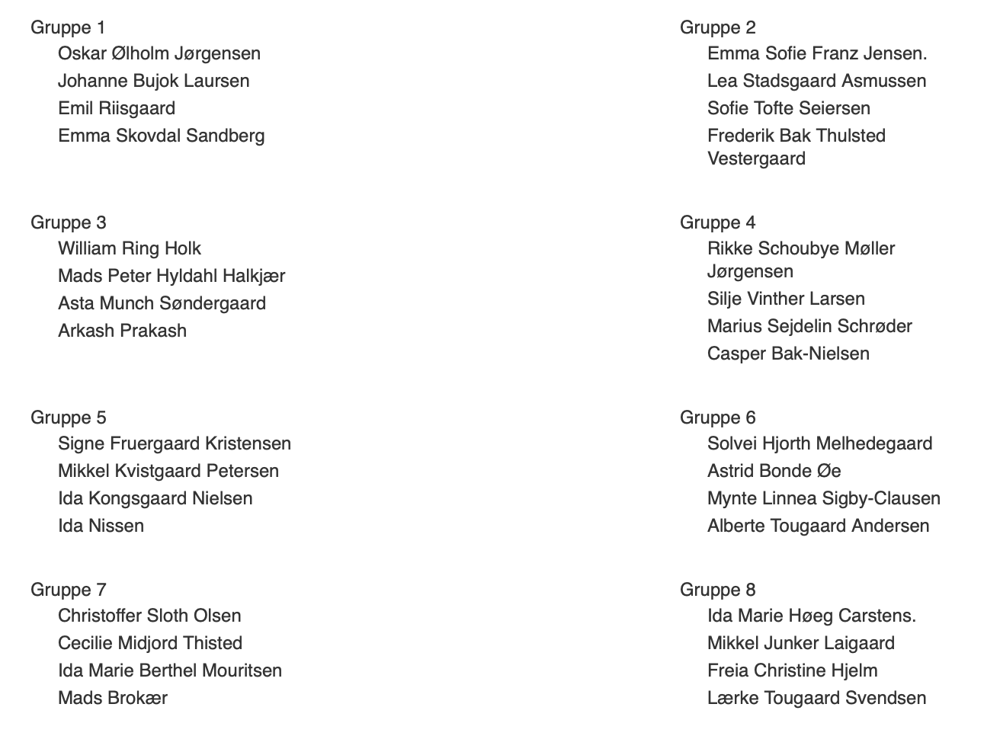 Gruppe 1
Oskar Ølholm Jørgensen
Johanne Bujok Laursen
Emil Riisgaard
Emma Skovdal Sandberg
Gruppe 2
Emma Sofie Franz Jensen.
Lea Stadsgaard Asmussen
Sofie Tofte Seiersen
Frederik Bak Thulsted
Vestergaard
Gruppe 3
William Ring Holk
Mads Peter Hyldahl Halkjær
Asta Munch Søndergaard
Arkash Prakash
Gruppe 4
Rikke Schoubye Møller
Jørgensen
Silje Vinther Larsen
Marius Sejdelin Schrøder
Casper Bak-Nielsen
Gruppe 5
Signe Fruergaard Kristensen
Mikkel Kvistgaard Petersen
Ida Kongsgaard Nielsen
Ida Nissen
Gruppe 6
Solvei Hjorth Melhedegaard
Astrid Bonde Øe
Mynte Linnea Sigby-Clausen
Alberte Tougaard Andersen
Gruppe 7
Christoffer Sloth Olsen
Cecilie Midjord Thisted
Ida Marie Berthel Mouritsen
Mads Brokær
Gruppe 8
Ida Marie Høeg Carstens.
Mikkel Junker Laigaard
Freia Christine Hjelm
Lærke Tougaard Svendsen